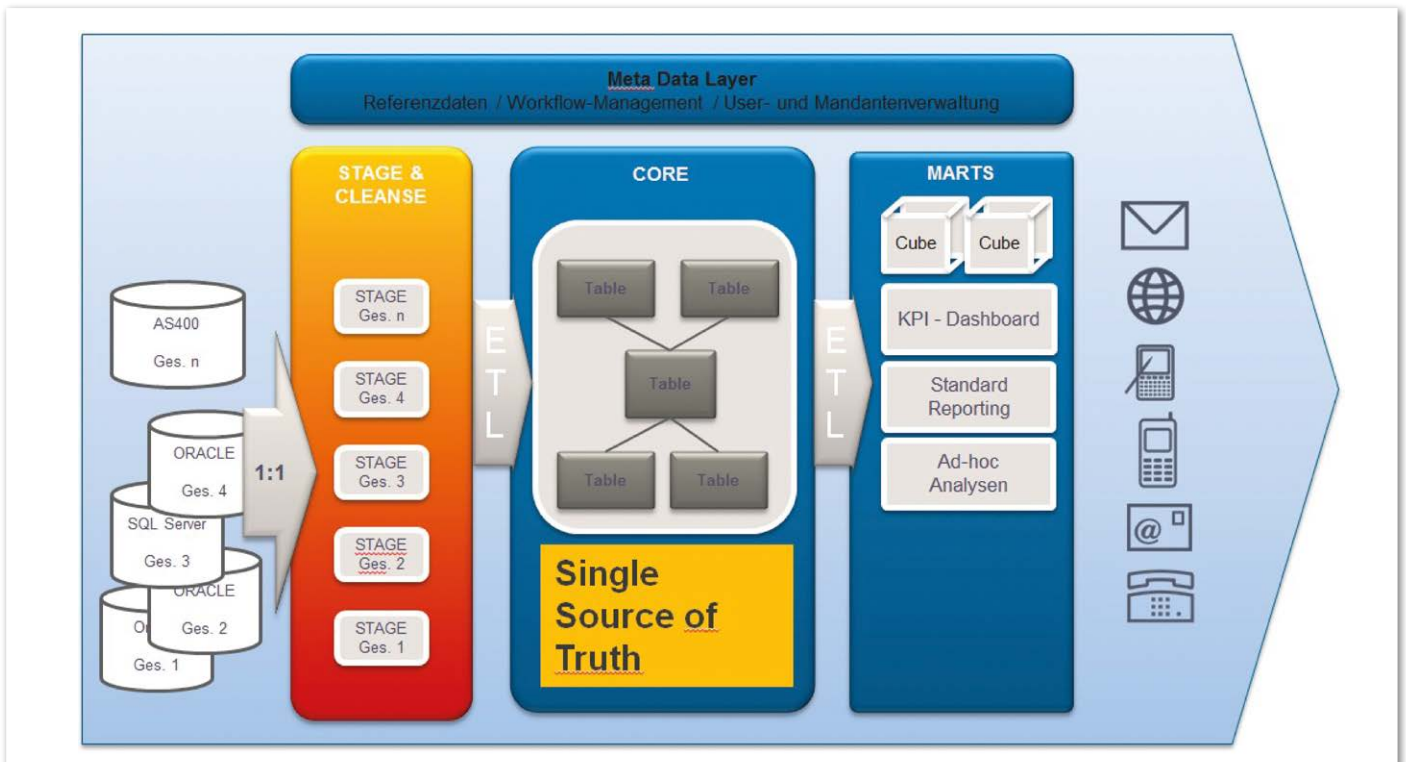 Meta Data Layer
Referenzdaten / Workflow-Management / User- und Mandantenverwaltung
AS400
Ges. n
ORACLE
Ges. 4
SQL Server
Ges. 3
ORACLE
Ges. 2
Ges. 1
1:1
STAGE &
CLEANSE
STAGE
Ges. n
STAGE
Ges. 4
STAGE
Ges. 3
STAGE
Ges. 2
STAGE
Ges. 1
E
T
L
CORE
Table
Table
Table
Table
Table
Single
Source of
Truth
E
T
L
MARTS
Cube
Cube
KPI - Dashboard
Standard
Reporting
Ad-hoc
Analysen
@